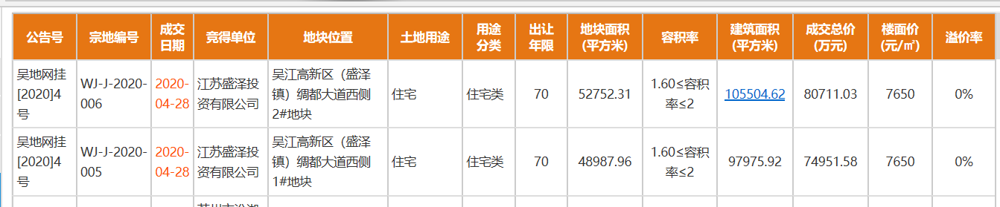 公告号 宗地编号 成交日期 竞得单位 地块位置 土地用途 用途分类 出让年限 地块面积(平方米) 容积率 建筑面积(平方米) 成交总价(万元) 楼面价(元/㎡) 溢价率
吴地网挂[2020]4号 WJ-J-2020-006 2020-04-28 江苏盛泽投资有限公司 吴江高新区（盛泽镇）绸都大道西侧2#地块 住宅 住宅类 70 52752.31 1.60≤容积率≤2 105504.62 80711.03 7650 0%
吴地网挂[2020]4号 WJ-J-2020-005 2020-04-28 江苏盛泽投资有限公司 吴江高新区（盛泽镇）绸都大道西侧1#地块 住宅 住宅类 70 48987.96 1.60≤容积率≤2 97975.92 74951.58 7650 0%